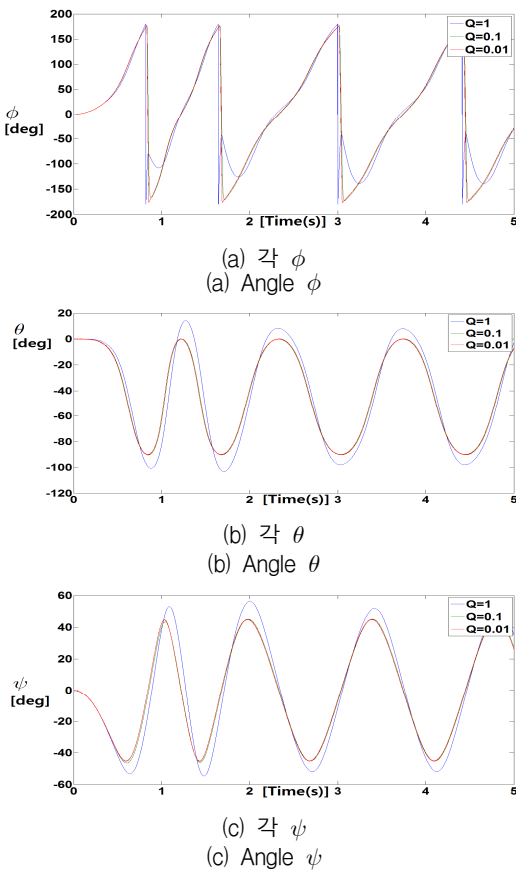 200
150
100
50
0
-50
-100
-150
-200
ϕ
[deg]
Q=1
Q=0.1
Q=0.01
0 1 2 3 4 5
[Time(s)]
(a) 각 ϕ
(a) Angle ϕ
20
0
-20
-40
-60
-80
-100
-120
θ
[deg]
Q=1
Q=0.1
Q=0.01
0 1 2 3 4 5
[Time(s)]
(b) 각 θ
(b) Angle θ
60
40
20
0
-20
-40
-60
ψ
[deg]
Q=1
Q=0.1
Q=0.01
0 1 2 3 4 5
[Time(s)]
(c) 각 ψ
(c) Angle ψ